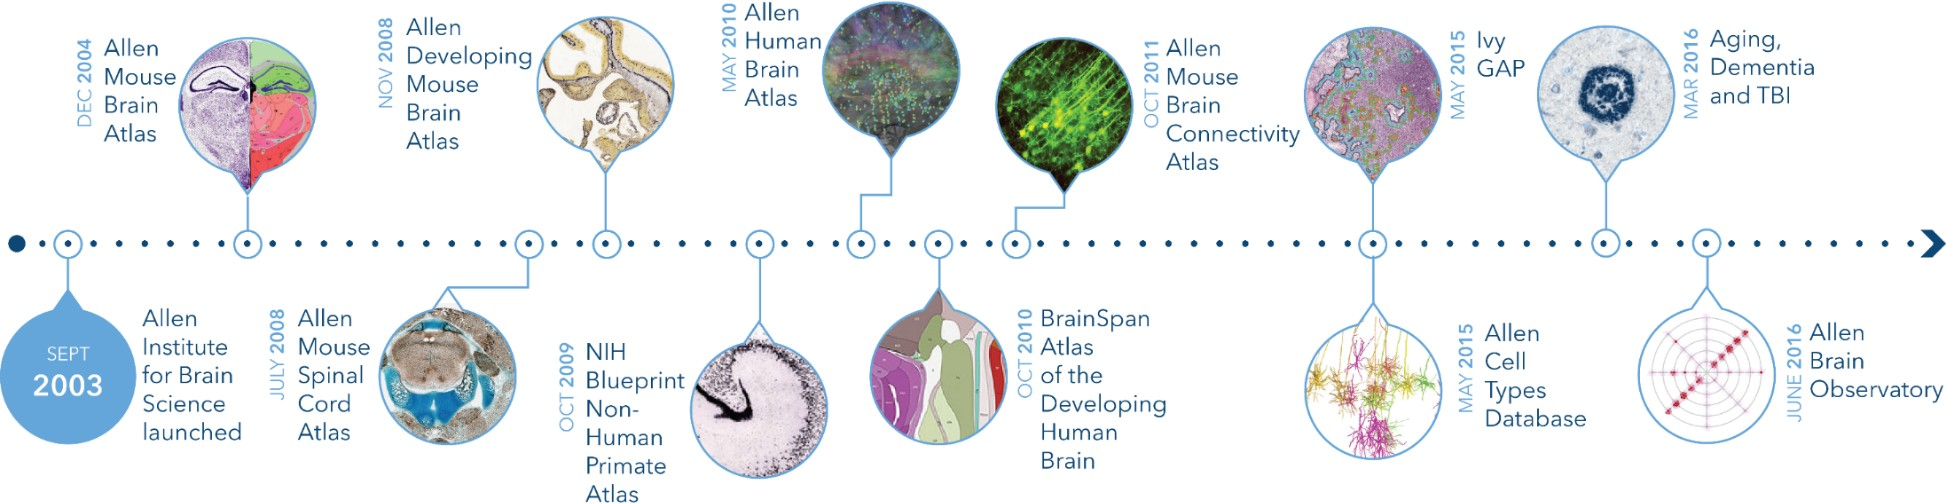 DEC 2004
Allen
Mouse
Brain
Atlas
NOV 2008
Allen
Developing
Mouse
Brain
Atlas
MAY 2010
Allen
Human
Brain
Atlas
OCT 2011
Allen
Mouse
Brain
Connectivity
Atlas
MAY 2015
Ivy
GAP
MAR 2016
Aging,
Dementia
and TBI
SEPT
2003
Allen
Institute
for Brain
Science
launched
JULY 2008
Allen
Mouse
Spinal
Cord
Atlas
OCT 2009
NIH
Blueprint
Non-
Human
Primate
Atlas
OCT 2010
BrainSpan
Atlas
of the
Developing
Human
Brain
MAY 2015
Allen
Cell
Types
Database
JUNE 2016
Allen
Brain
Observatory